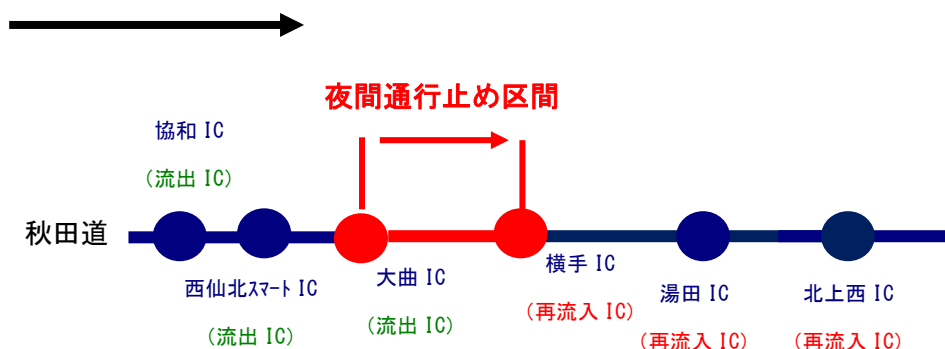 夜間通行止め区間
協和 IC
(流出 IC)
秋田道
西仙北ｽﾏｰﾄ IC
(流出 IC)
大曲 IC
(流出 IC)
横手 IC
(再流入 IC)
湯田 IC
(再流入 IC)
北上西 IC
(再流入 IC)